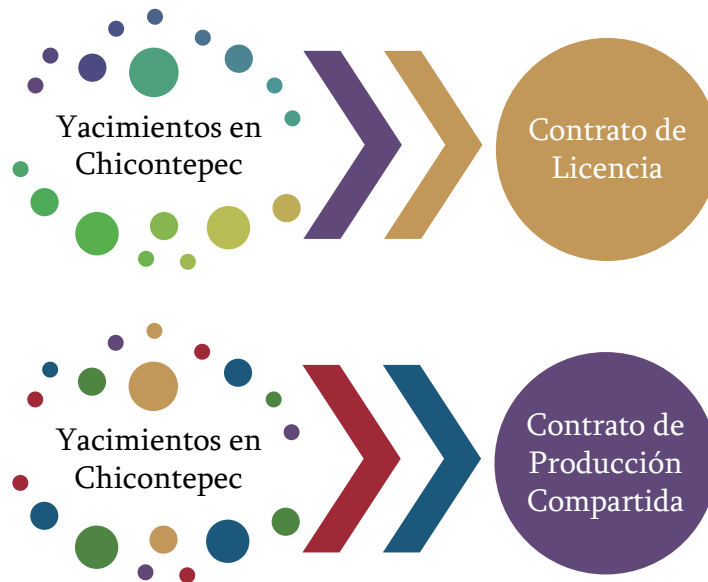 Yacimientos en
Chicontepec
Contrato de
Licencia
Yacimientos en
Chicontepec
Contrato de
Producción
Compartida